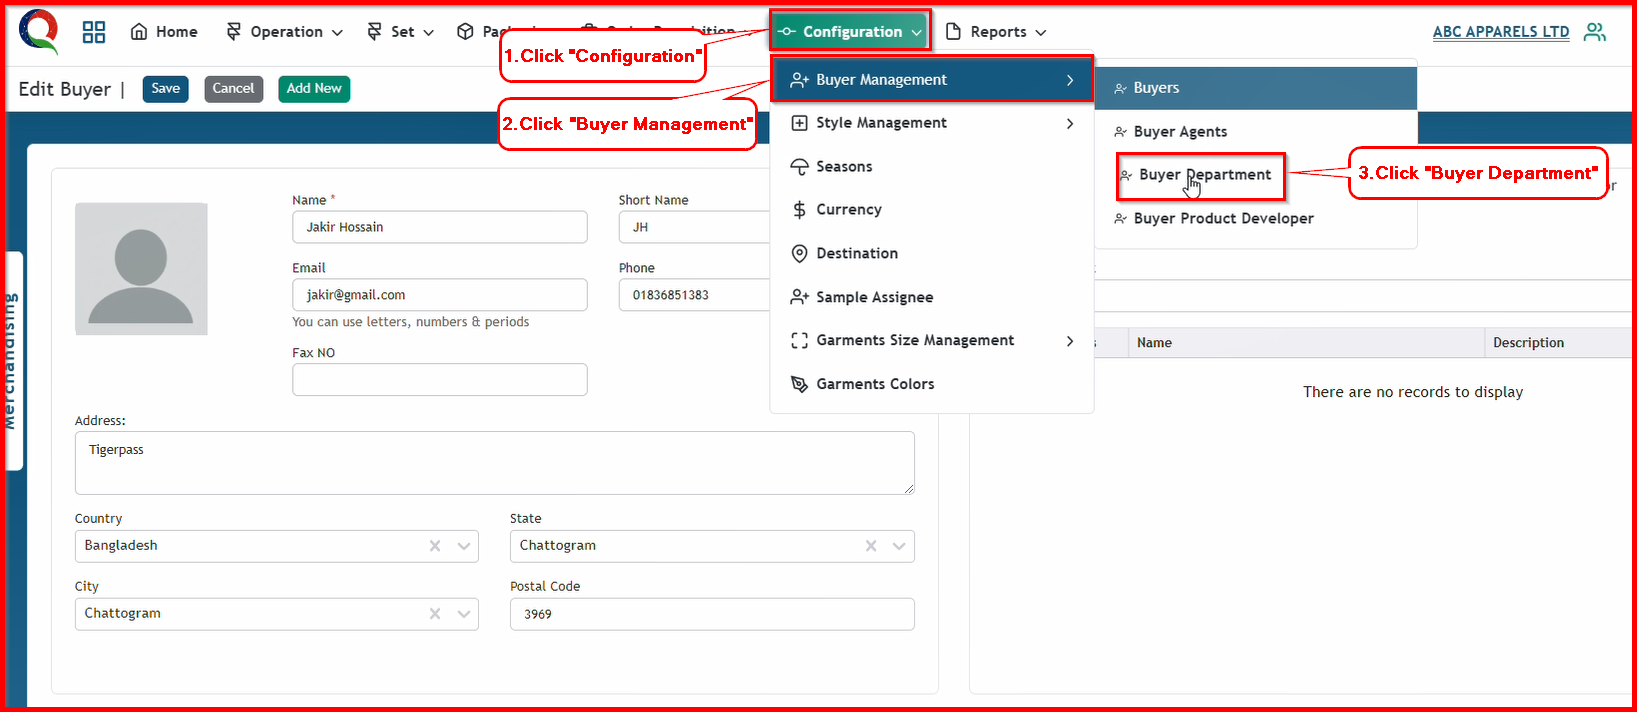 Home
Operation
Set
Configuration
Reports
ABC APPARELS LTD
1.Click "Configuration"
Edit Buyer |
Save
Cancel
Add New
2.Click "Buyer Management"
Buyer Management
Style Management
Seasons
Currency
Destination
Sample Assignee
Garments Size Management
Garments Colors
Buyers
Buyer Agents
Buyer Department
Buyer Product Developer
3.Click "Buyer Department"
Merchandising
Name *
Jakir Hossain
Short Name
JH
Email
jakir@gmail.com
You can use letters, numbers & periods
Phone
01836851383
Fax NO
Address:
Tigerpass
Country
Bangladesh
State
Chattogram
City
Chattogram
Postal Code
3969
Name
Description
There are no records to display